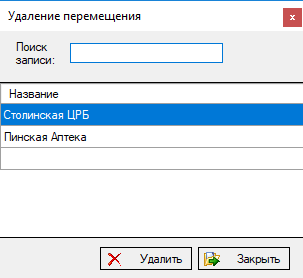 Удаление перемещения
Поиск
записи:
Название
Столинская ЦРБ
Пинская Аптека
Удалить
Закрыть